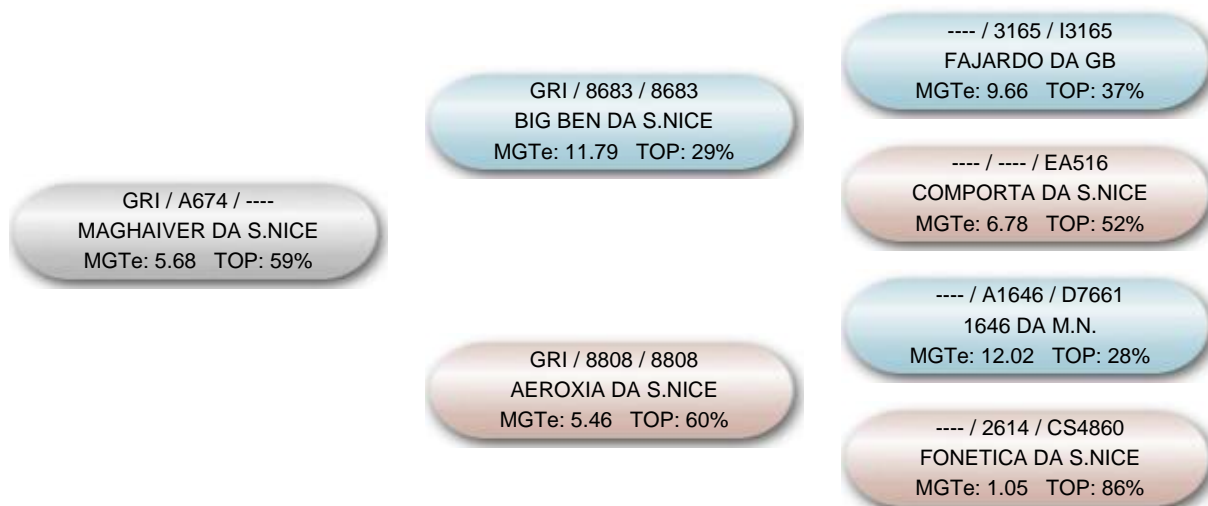 GRI / A674 / ----
MAGHAIVER DA S.NICE
MGTe: 5.68 TOP: 59%
GRI / 8683 / 8683
BIG BEN DA S.NICE
MGTe: 11.79 TOP: 29%
GRI / 8808 / 8808
AEROXIA DA S.NICE
MGTe: 5.46 TOP: 60%
---- / 3165 / I3165
FAJARDO DA GB
MGTe: 9.66 TOP: 37%
---- / ---- / EA516
COMPORTA DA S.NICE
MGTe: 6.78 TOP: 52%
---- / A1646 / D7661
1646 DA M.N.
MGTe: 12.02 TOP: 28%
---- / 2614 / CS4860
FONETICA DA S.NICE
MGTe: 1.05 TOP: 86%